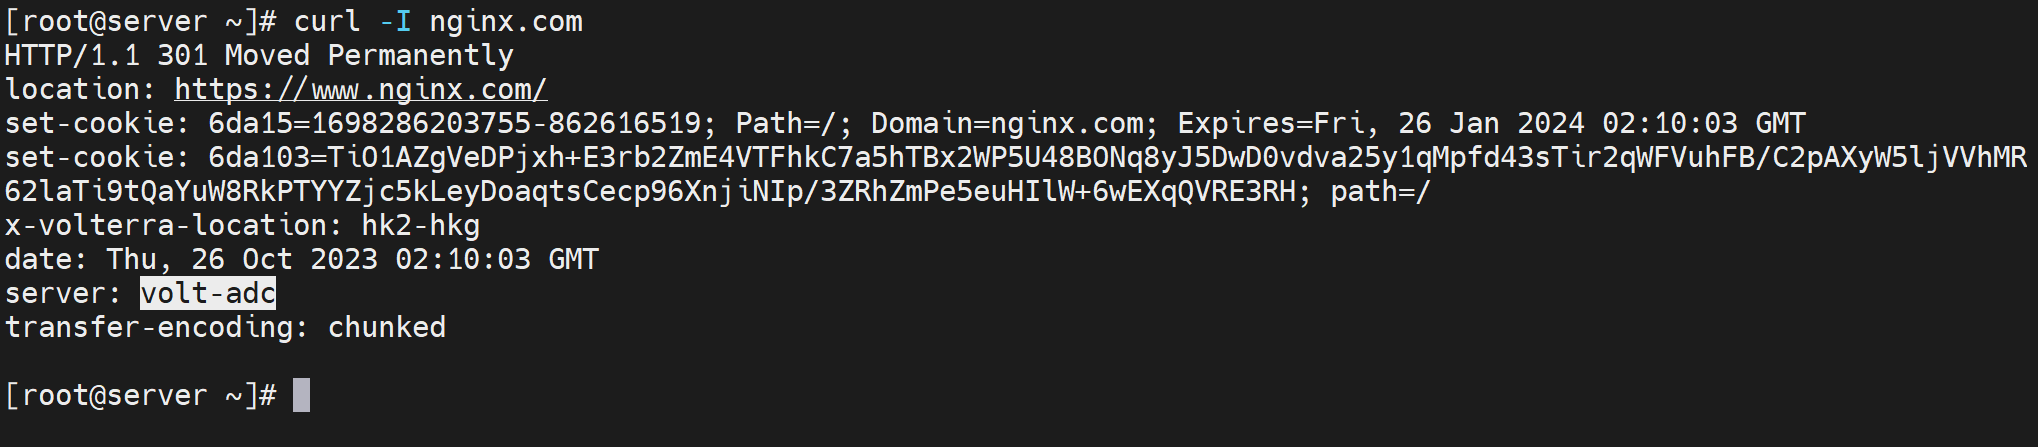 [root@server ~]# curl -I nginx.com
HTTP/1.1 301 Moved Permanently
location: https://www.nginx.com/
set-cookie: 6da15=1698286203755-862616519; Path=/; Domain=nginx.com; Expires=Fri, 26 Jan 2024 02:10:03 GMT
set-cookie: 6da103=TiO1AZgVeDPjxh+E3rb2ZmE4VTFhkC7a5hTBx2WP5U48BONq8yJ5DwD0vdva25y1qMpfd43sTir2qWFVuhFB/C2pAXyW5ljVVhMR
62laTi9tQaYuW8RkPTYYZjc5kLeyDoaqtsCecp96XnjiNIp/3ZRhZmPe5euHIlW+6wEXqQVRE3RH; path=/
x-volterra-location: hk2-hkg
date: Thu, 26 Oct 2023 02:10:03 GMT
server: volt-adc
transfer-encoding: chunked
[root@server ~]#